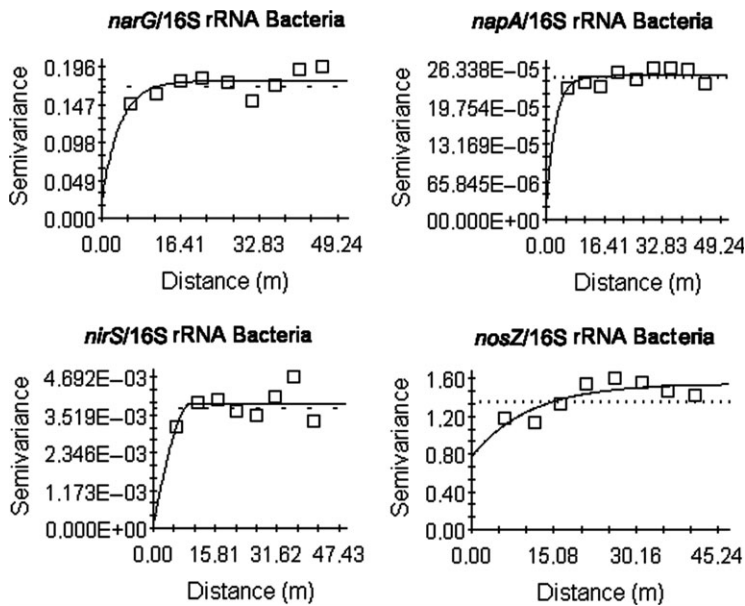 narG/16S rRNA Bacteria
Semivariance
0.196
0.147
0.098
0.049
0.000
0.00 16.41 32.83 49.24
Distance (m)
napA/16S rRNA Bacteria
Semivariance
26.338E−05
19.754E−05
13.169E−05
65.845E−06
00.000E+00
0.00 16.41 32.83 49.24
Distance (m)
nirS/16S rRNA Bacteria
Semivariance
4.692E−03
3.519E−03
2.346E−03
1.173E−03
0.000E+00
0.00 15.81 31.62 47.43
Distance (m)
nosZ/16S rRNA Bacteria
Semivariance
1.60
1.20
0.80
0.40
0.00
0.00 15.08 30.16 45.24
Distance (m)